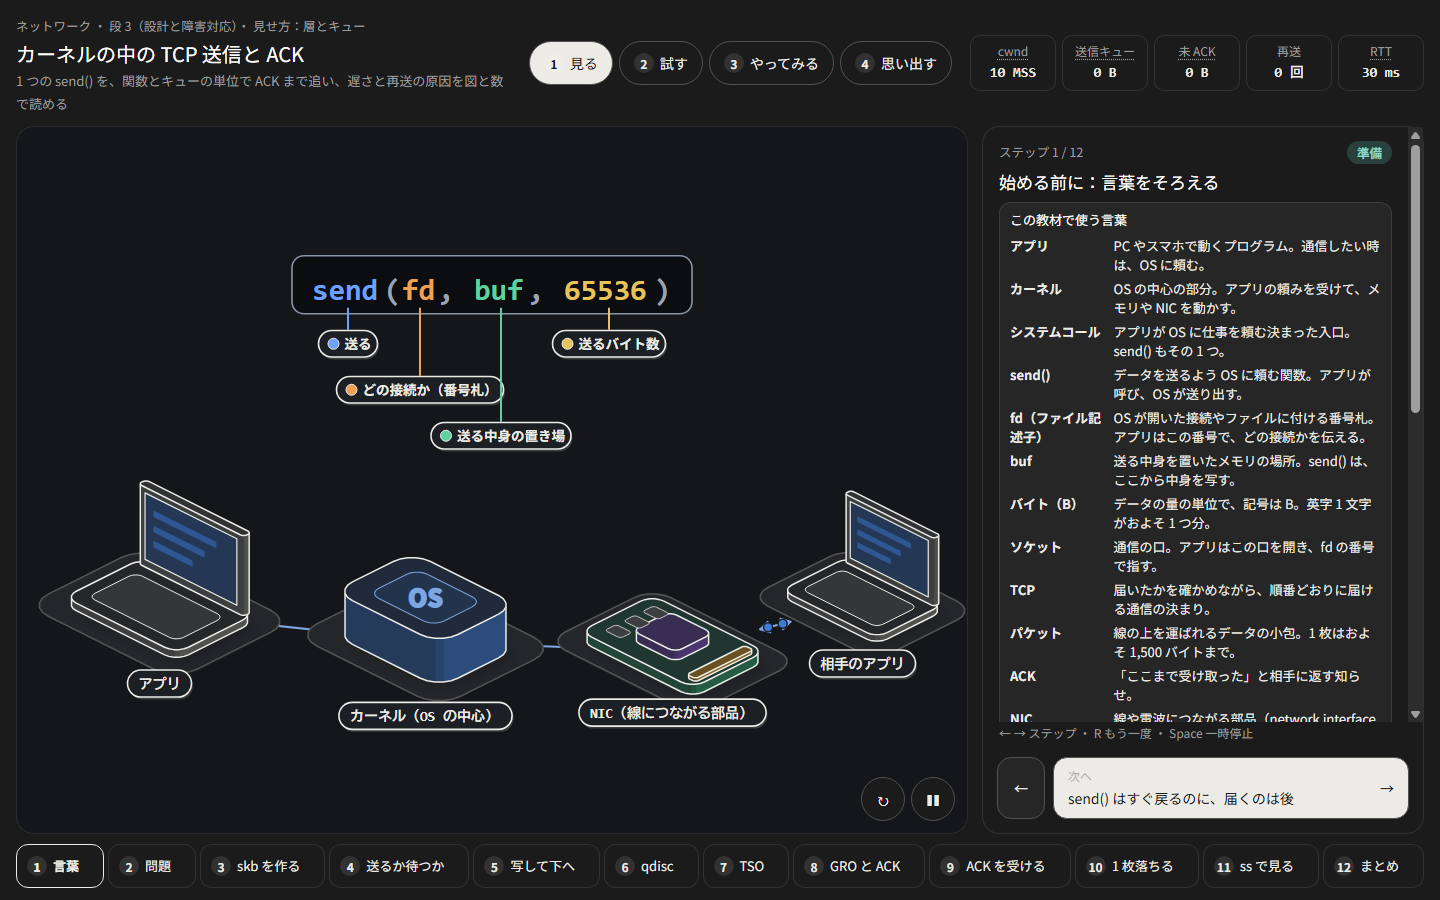 ネットワーク ・ 段 3（設計と障害対応）・ 見せ方：層とキュー
カーネルの中の TCP 送信と ACK
1 つの send() を、関数とキューの単位で ACK まで追い、遅さと再送の原因を図と数
で読める
1 見る
2 試す
3 やってみる
4 思い出す
cwnd
10 MSS
送信キュー
0 B
未 ACK
0 B
再送
0 回
RTT
30 ms
send(fd, buf, 65536 )
送る
送るバイト数
どの接続か（番号札）
送る中身の置き場
OS
アプリ
カーネル（OS の中心）
NIC（線につながる部品）
相手のアプリ
ステップ 1 / 12
準備
始める前に：言葉をそろえる
この教材で使う言葉
アプリ
PC やスマホで動くプログラム。通信したい時
は、OS に頼む。
カーネル
OS の中心の部分。アプリの頼みを受けて、メ
モリや NIC を動かす。
システムコール
アプリが OS に仕事を頼む決まった入口。
send() もその 1 つ。
send()
データを送るよう OS に頼む関数。アプリが
呼び、OS が送り出す。
fd（ファイル記
述子）
OS が開いた接続やファイルに付ける番号札。
アプリはこの番号で、どの接続かを伝える。
buf
送る中身を置いたメモリの場所。send() は、
ここから中身を写す。
バイト（B）
データの量の単位で、記号は B。英字 1 文字
がおよそ 1 つ分。
ソケット
通信の口。アプリはこの口を開き、fd の番号
で指す。
TCP
届いたかを確かめながら、順番どおりに届け
る通信の決まり。
パケット
線の上を運ばれるデータの小包。1 枚はおよ
そ 1,500 バイトまで。
ACK
「ここまで受け取った」と相手に返す知ら
せ。
NIC
線や電波につながる部品（network interface
← → ステップ ・ R もう一度 ・ Space 一時停止
←
次へ
send() はすぐ戻るのに、届くのは後
→
1 言葉
2 問題
3 skb を作る
4 送るか待つか
5 写して下へ
6 qdisc
7 TSO
8 GRO と ACK
9 ACK を受ける
10 1 枚落ちる
11 ss で見る
12 まとめ